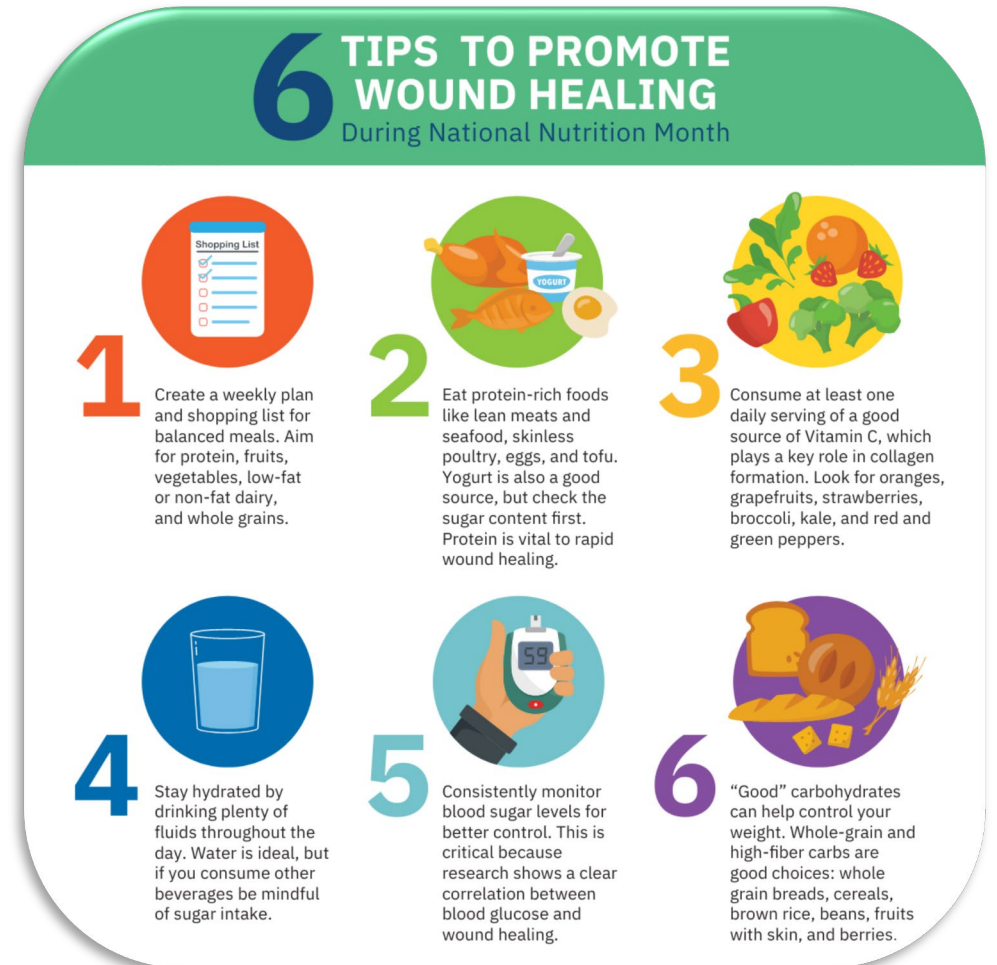 6 TIPS TO PROMOTE
WOUND HEALING
During National Nutrition Month
Shopping List
1
Create a weekly plan
and shopping list for
balanced meals. Aim
for protein, fruits,
vegetables, low-fat
or non-fat dairy,
and whole grains.
YOGURT
2
Eat protein-rich foods
like lean meats and
seafood, skinless
poultry, eggs, and tofu.
Yogurt is also a good
source, but check the
sugar content first.
Protein is vital to rapid
wound healing.
3
Consume at least one
daily serving of a good
source of Vitamin C, which
plays a key role in collagen
formation. Look for oranges,
grapefruits, strawberries,
broccoli, kale, and red and
green peppers.
4
Stay hydrated by
drinking plenty of
fluids throughout the
day. Water is ideal, but
if you consume other
beverages be mindful
of sugar intake.
59
5
Consistently monitor
blood sugar levels for
better control. This is
critical because
research shows a clear
correlation between
blood glucose and
wound healing.
6
“Good” carbohydrates
can help control your
weight. Whole-grain and
high-fiber carbs are
good choices: whole
grain breads, cereals,
brown rice, beans, fruits
with skin, and berries.